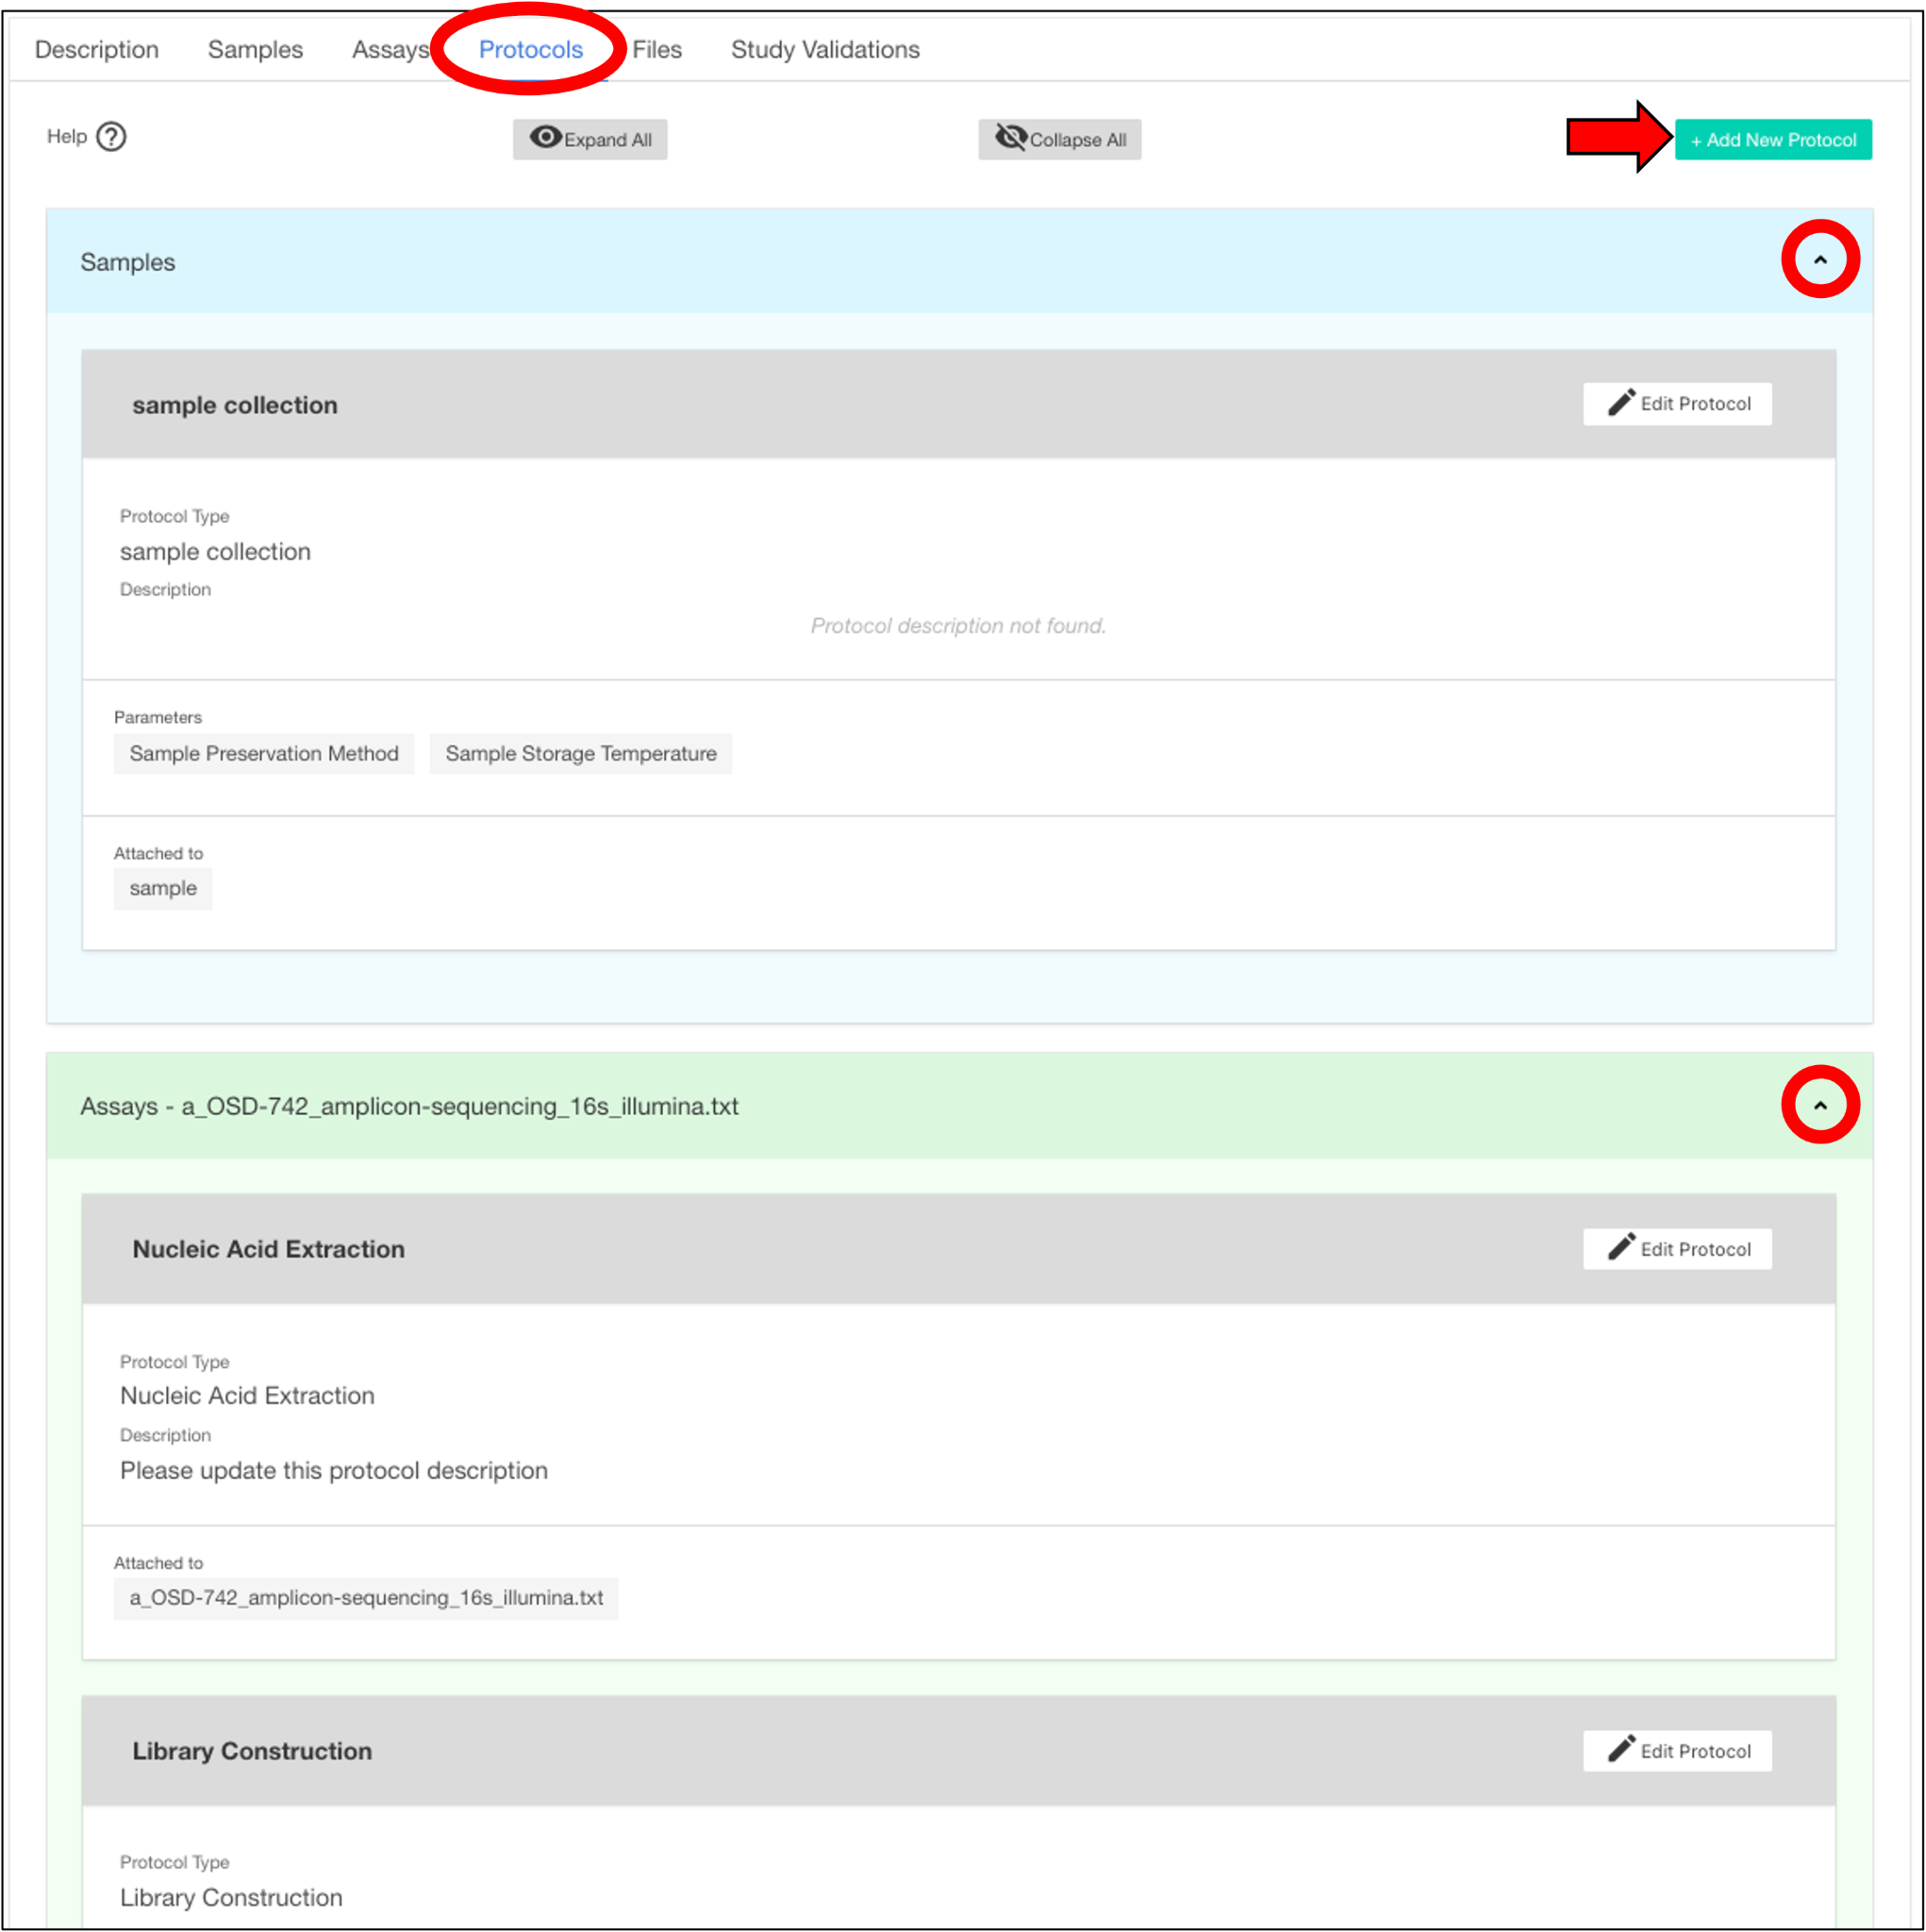 Description Samples Assays Protocols Files Study Validations
Help ? Expand All Collapse All + Add New Protocol
Samples
sample collection Edit Protocol
Protocol Type
sample collection
Description
Protocol description not found.
Parameters
Sample Preservation Method Sample Storage Temperature
Attached to
sample
Assays - a_OSD-742_amplicon-sequencing_16s_illumina.txt
Nucleic Acid Extraction Edit Protocol
Protocol Type
Nucleic Acid Extraction
Description
Please update this protocol description
Attached to
a_OSD-742_amplicon-sequencing_16s_illumina.txt
Library Construction Edit Protocol
Protocol Type
Library Construction